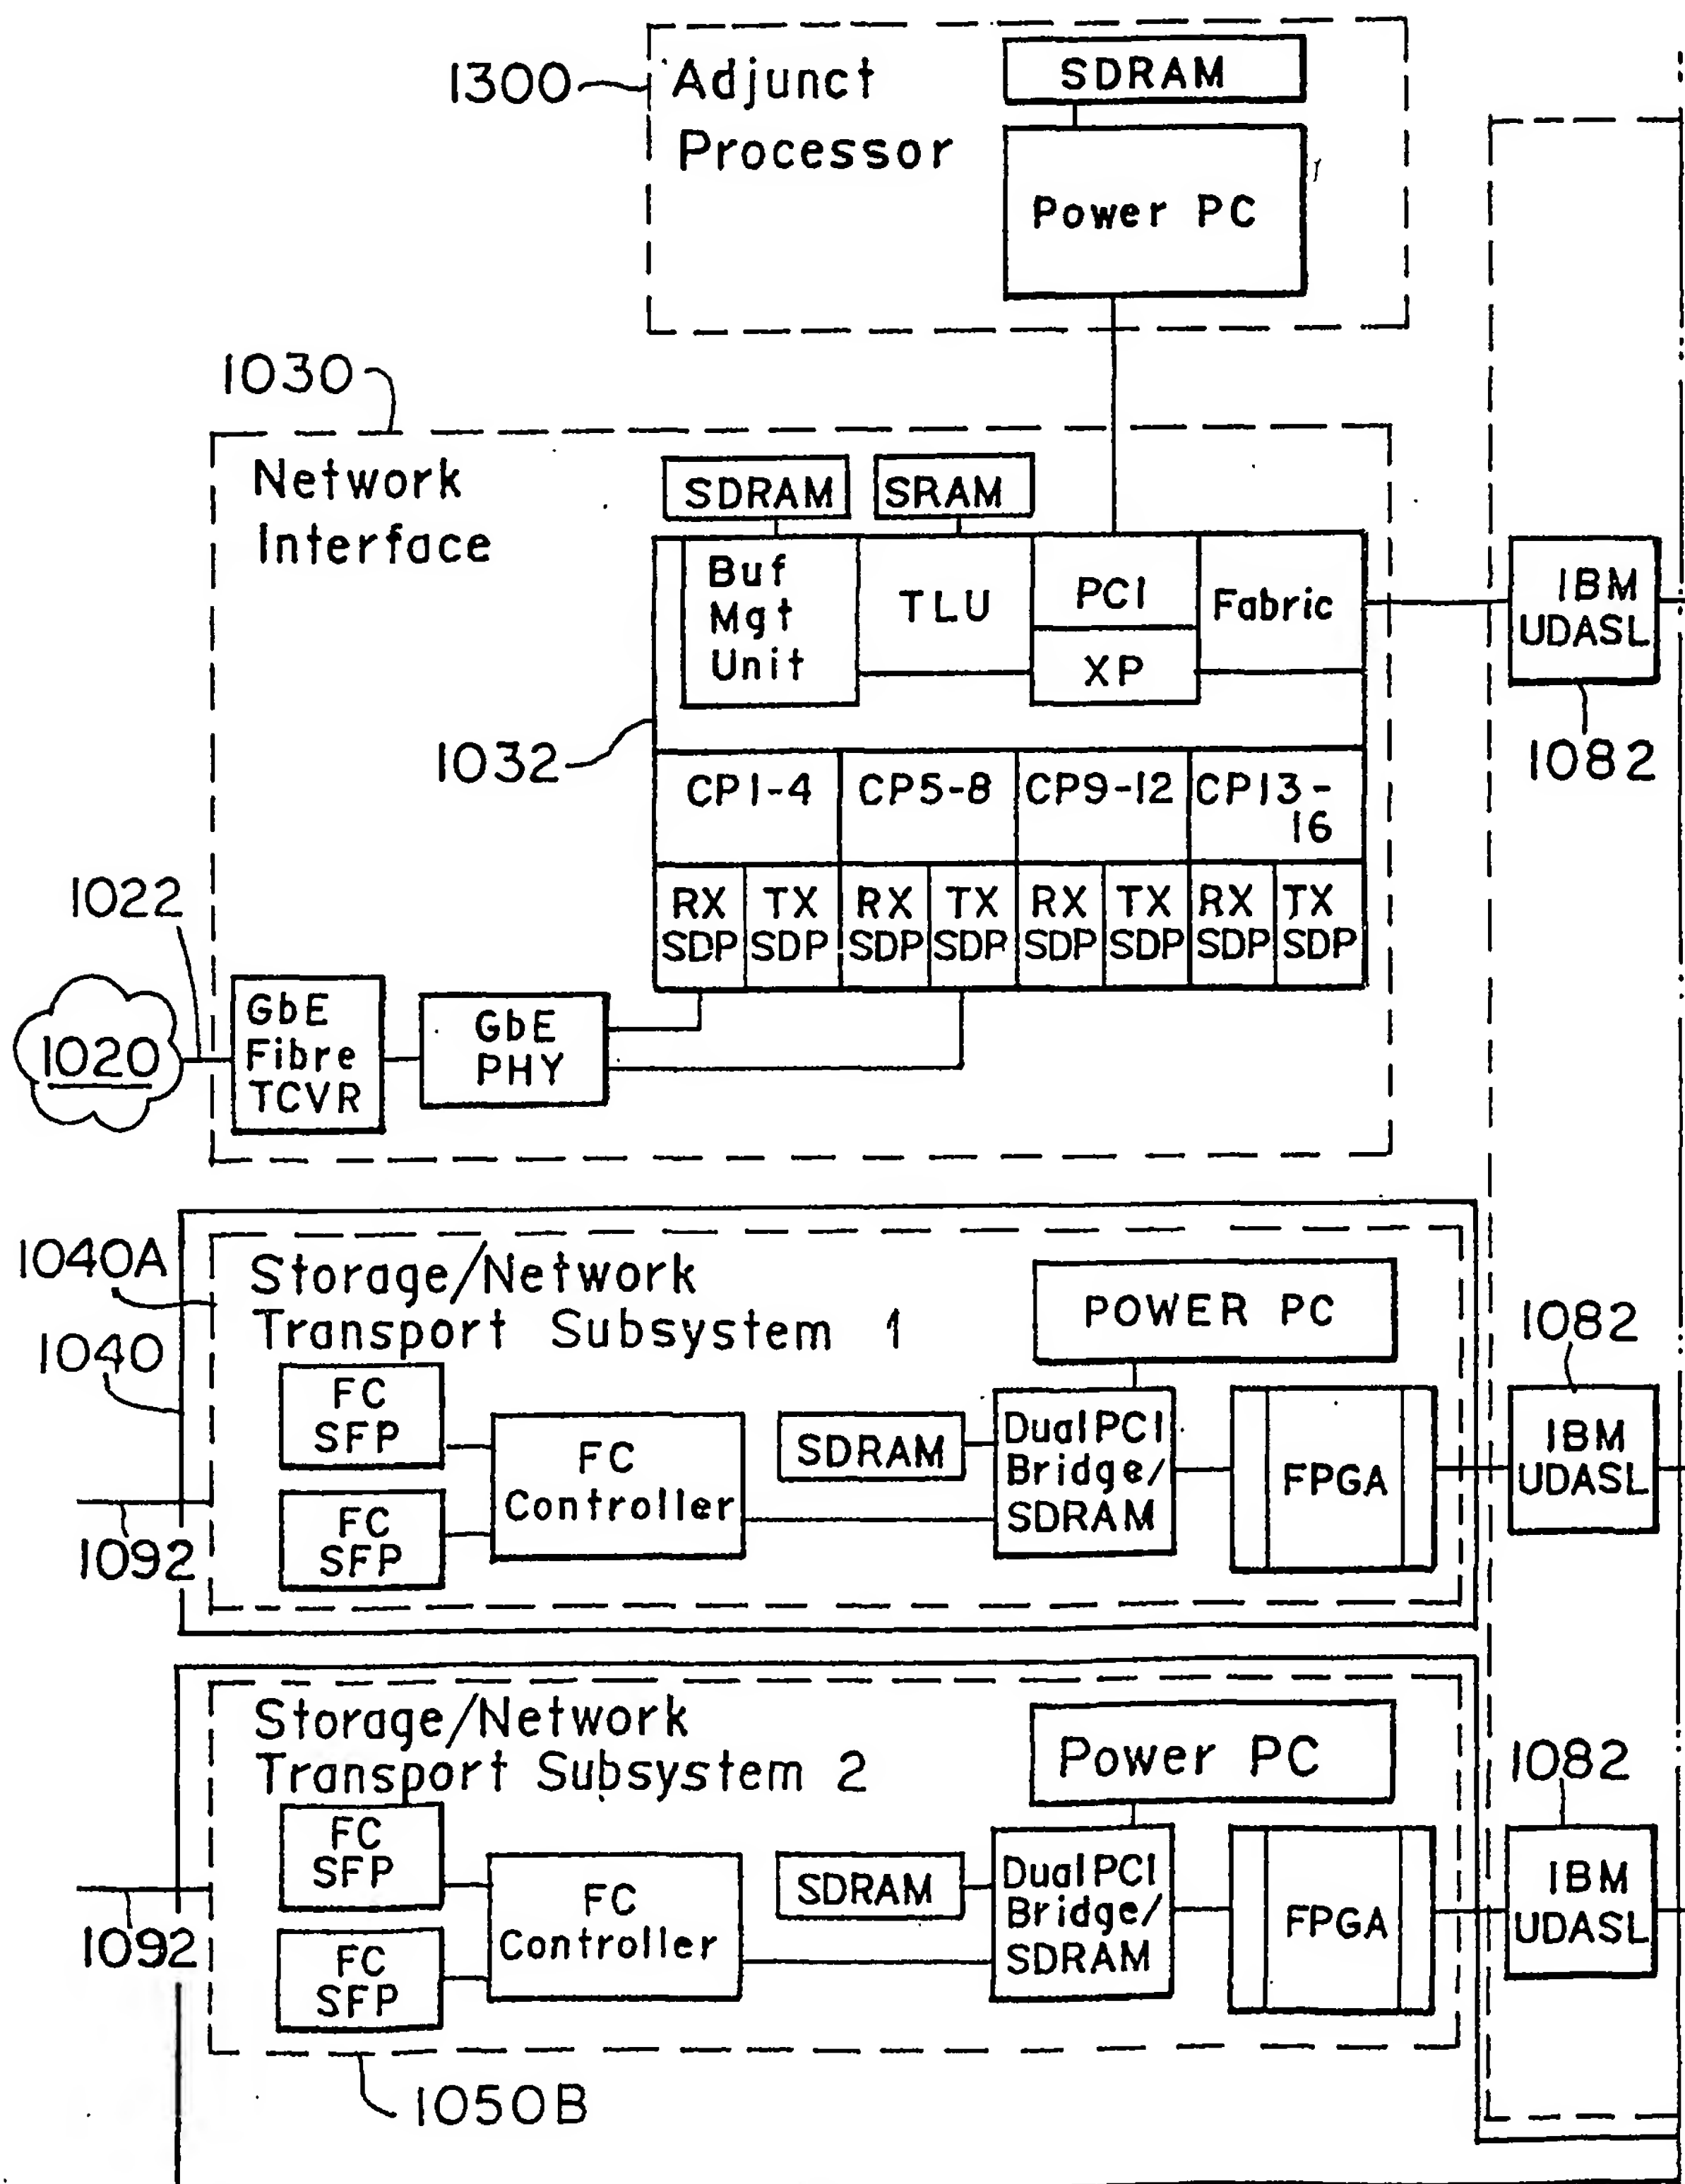 1300
Adjunct
Processor
SDRAM
Power PC
1030
Network
Interface
SDRAM
SRAM
Buf
Mgt
Unit
TLU
PCI
XP
Fabric
IBM
UDASL
1082
1032
CP1-4
CP5-8
CP9-12
CP13-
16
RX
SDP
TX
SDP
RX
SDP
TX
SDP
RX
SDP
TX
SDP
RX
SDP
TX
SDP
1022
1020
GbE
Fibre
TCVR
GbE
PHY
1040A
1040
Storage/Network
Transport Subsystem 1
POWER PC
1082
FC
SFP
FC
SFP
FC
Controller
SDRAM
Dual PCI
Bridge/
SDRAM
FPGA
IBM
UDASL
1092
Storage/Network
Transport Subsystem 2
Power PC
1082
FC
SFP
FC
SFP
FC
Controller
SDRAM
Dual PCI
Bridge/
SDRAM
FPGA
IBM
UDASL
1092
1050B